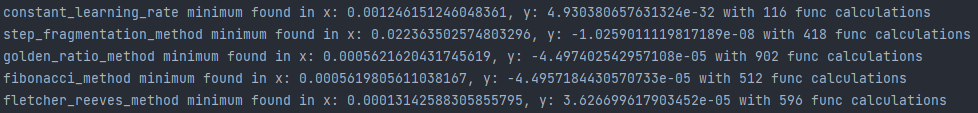 constant_learning_rate minimum found in x: 0.001246151246048361, y: 4.930380657631324e-32 with 116 func calculations
step_fragmentation_method minimum found in x: 0.022363502574803296, y: -1.0259011119817189e-08 with 418 func calculations
golden_ratio_method minimum found in x: 0.0005621620431745619, y: -4.497402542957108e-05 with 902 func calculations
fibonacci_method minimum found in x: 0.0005619805611038167, y: -4.4957184430570733e-05 with 512 func calculations
fletcher_reeves_method minimum found in x: 0.00013142588305855795, y: 3.626699617903452e-05 with 596 func calculations